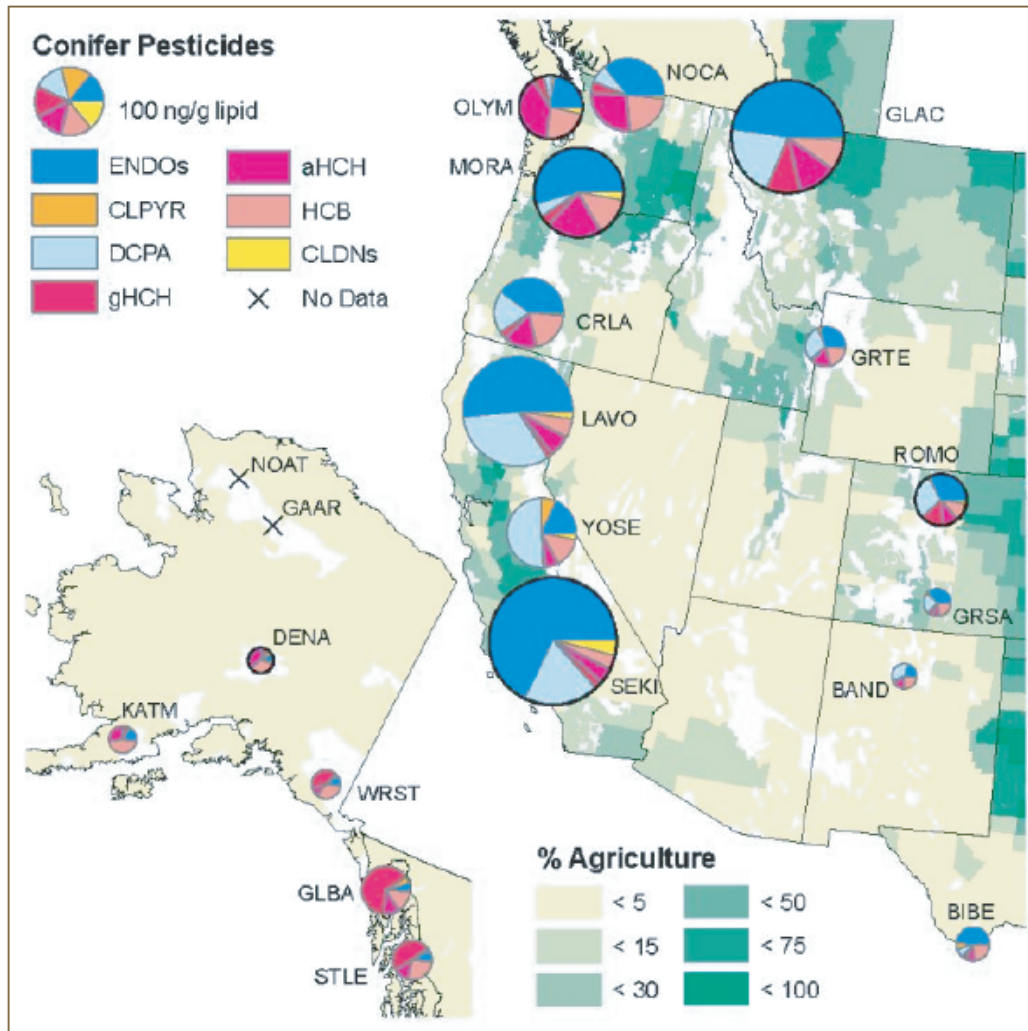 Conifer Pesticides
100 ng/g lipid
ENDOs
aHCH
CLPYR
HCB
DCPA
CLDNs
gHCH
No Data
NOCA
OLYM
GLAC
MORA
CRLA
GRTE
LAVO
ROMO
NOAT
GAAR
YOSE
GRSA
DENA
SEKI
BAND
KATM
WRST
% Agriculture
GLBA
< 5
< 50
BIBE
< 15
< 75
STLE
< 30
< 100